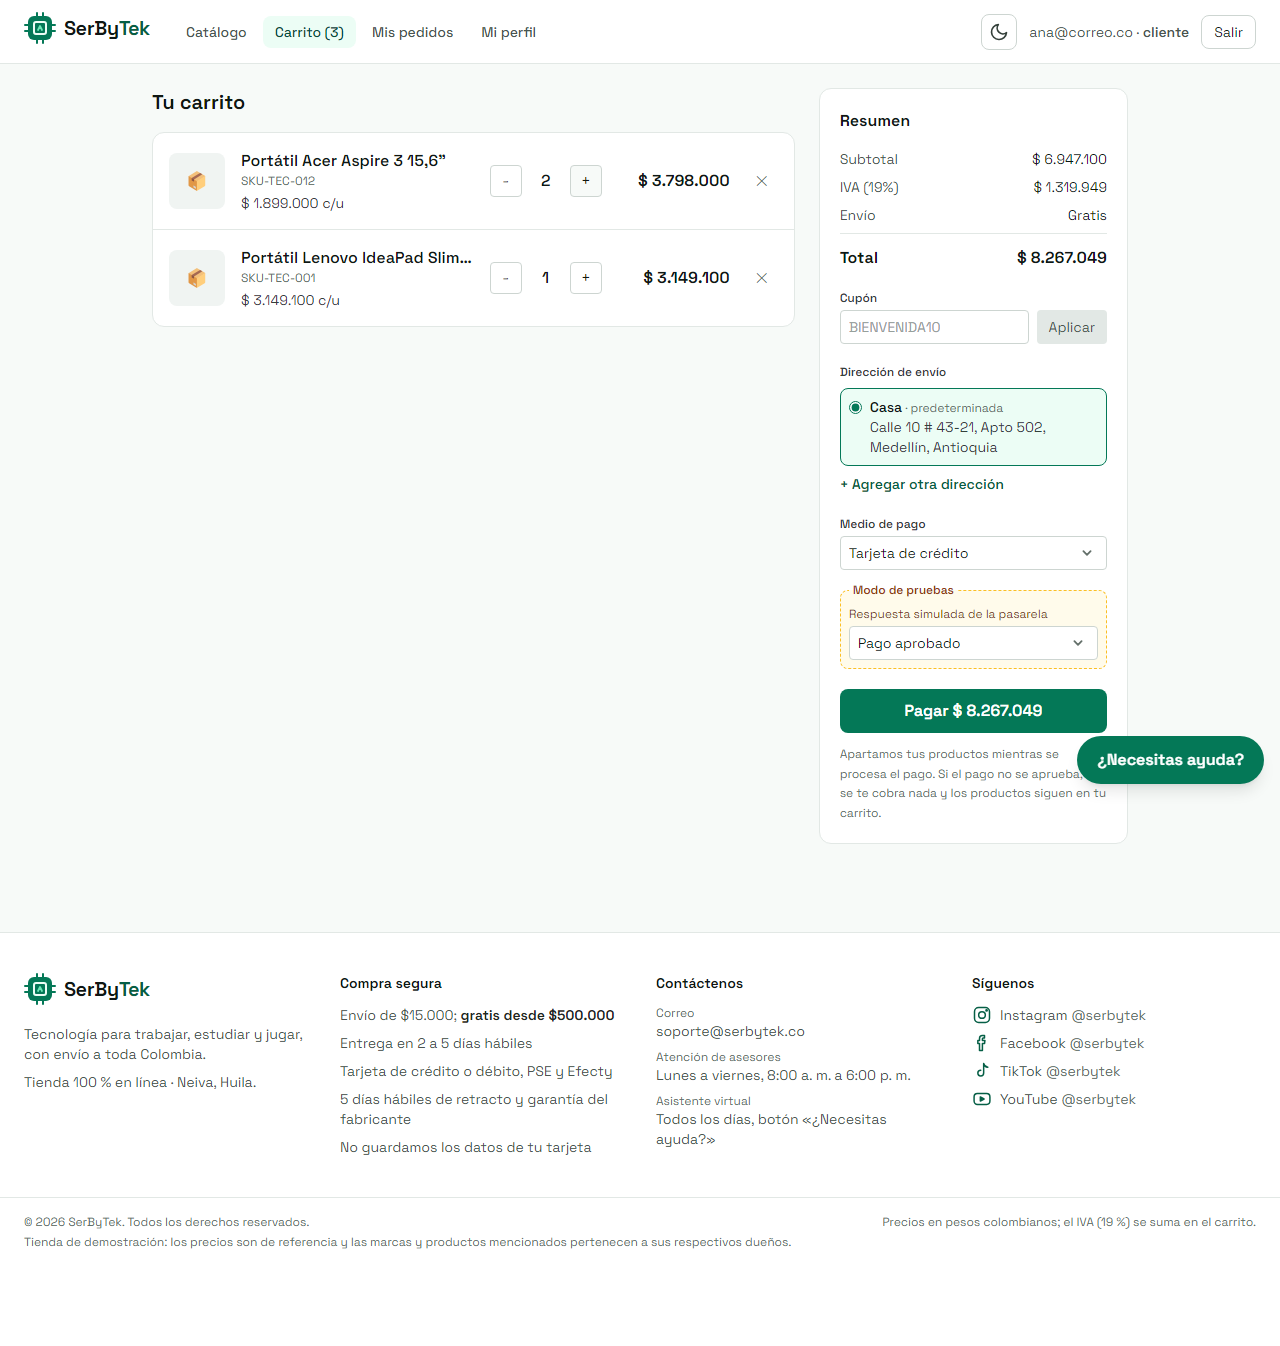 SerByTek
Catálogo
Carrito (3)
Mis pedidos
Mi perfil
ana@correo.co · cliente
Salir
Tu carrito
Portátil Acer Aspire 3 15,6”
SKU-TEC-012
$ 1.899.000 c/u
-
2
+
$ 3.798.000
Portátil Lenovo IdeaPad Slim...
SKU-TEC-001
$ 3.149.100 c/u
-
1
+
$ 3.149.100
Resumen
Subtotal
$ 6.947.100
IVA (19%)
$ 1.319.949
Envío
Gratis
Total
$ 8.267.049
Cupón
BIENVENIDA10
Aplicar
Dirección de envío
Casa · predeterminada
Calle 10 # 43-21, Apto 502,
Medellín, Antioquia
+ Agregar otra dirección
Medio de pago
Tarjeta de crédito
Modo de pruebas
Respuesta simulada de la pasarela
Pago aprobado
Pagar $ 8.267.049
Apartamos tus productos mientras se
procesa el pago. Si el pago no se aprueba,
se te cobra nada y los productos siguen en tu
carrito.
¿Necesitas ayuda?
SerByTek
Tecnología para trabajar, estudiar y jugar,
con envío a toda Colombia.
Tienda 100 % en línea · Neiva, Huila.
Compra segura
Envío de $15.000; gratis desde $500.000
Entrega en 2 a 5 días hábiles
Tarjeta de crédito o débito, PSE y Efecty
5 días hábiles de retracto y garantía del
fabricante
No guardamos los datos de tu tarjeta
Contáctenos
Correo
soporte@serbytek.co
Atención de asesores
Lunes a viernes, 8:00 a. m. a 6:00 p. m.
Asistente virtual
Todos los días, botón «¿Necesitas
ayuda?»
Síguenos
Instagram @serbytek
Facebook @serbytek
TikTok @serbytek
YouTube @serbytek
© 2026 SerByTek. Todos los derechos reservados.
Precios en pesos colombianos; el IVA (19 %) se suma en el carrito.
Tienda de demostración: los precios son de referencia y las marcas y productos mencionados pertenecen a sus respectivos dueños.